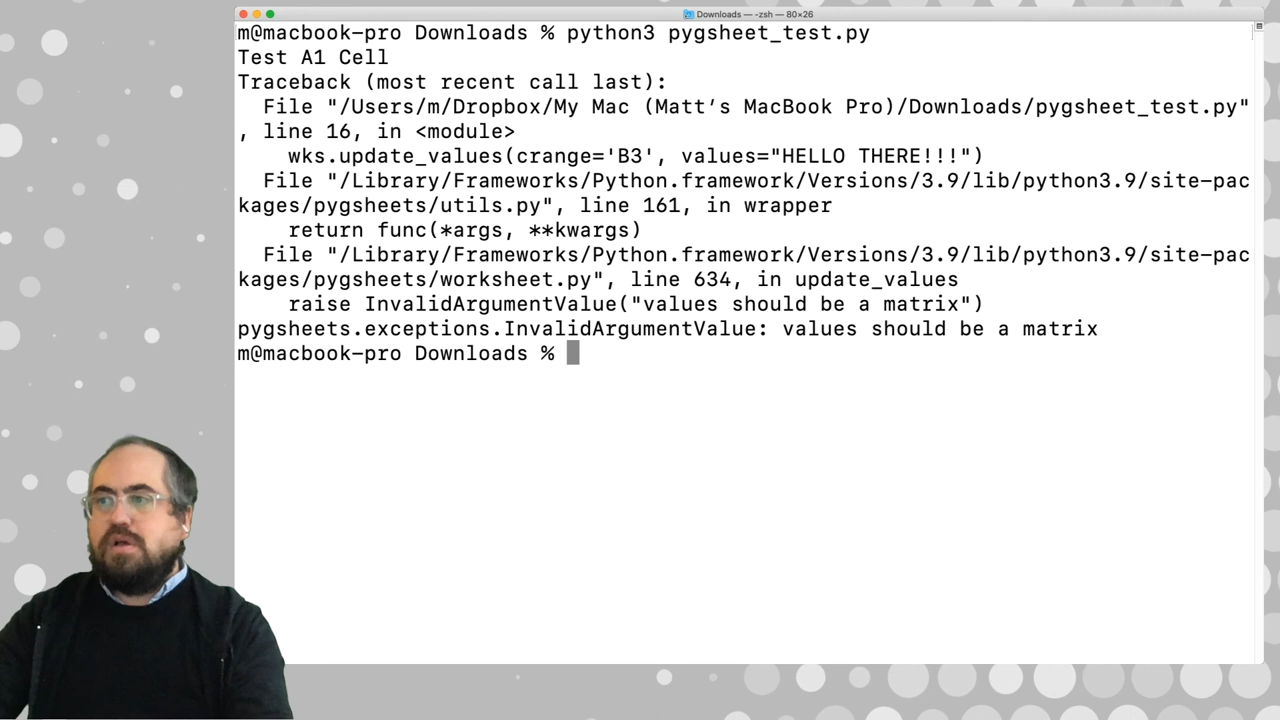 Downloads — -zsh — 80×26
m@macbook-pro Downloads % python3 pygsheet_test.py
Test A1 Cell
Traceback (most recent call last):
  File "/Users/m/Dropbox/My Mac (Matt’s MacBook Pro)/Downloads/pygsheet_test.py"
, line 16, in <module>
    wks.update_values(crange='B3', values="HELLO THERE!!!")
  File "/Library/Frameworks/Python.framework/Versions/3.9/lib/python3.9/site-pac
kages/pygsheets/utils.py", line 161, in wrapper
    return func(*args, **kwargs)
  File "/Library/Frameworks/Python.framework/Versions/3.9/lib/python3.9/site-pac
kages/pygsheets/worksheet.py", line 634, in update_values
    raise InvalidArgumentValue("values should be a matrix")
pygsheets.exceptions.InvalidArgumentValue: values should be a matrix
m@macbook-pro Downloads %